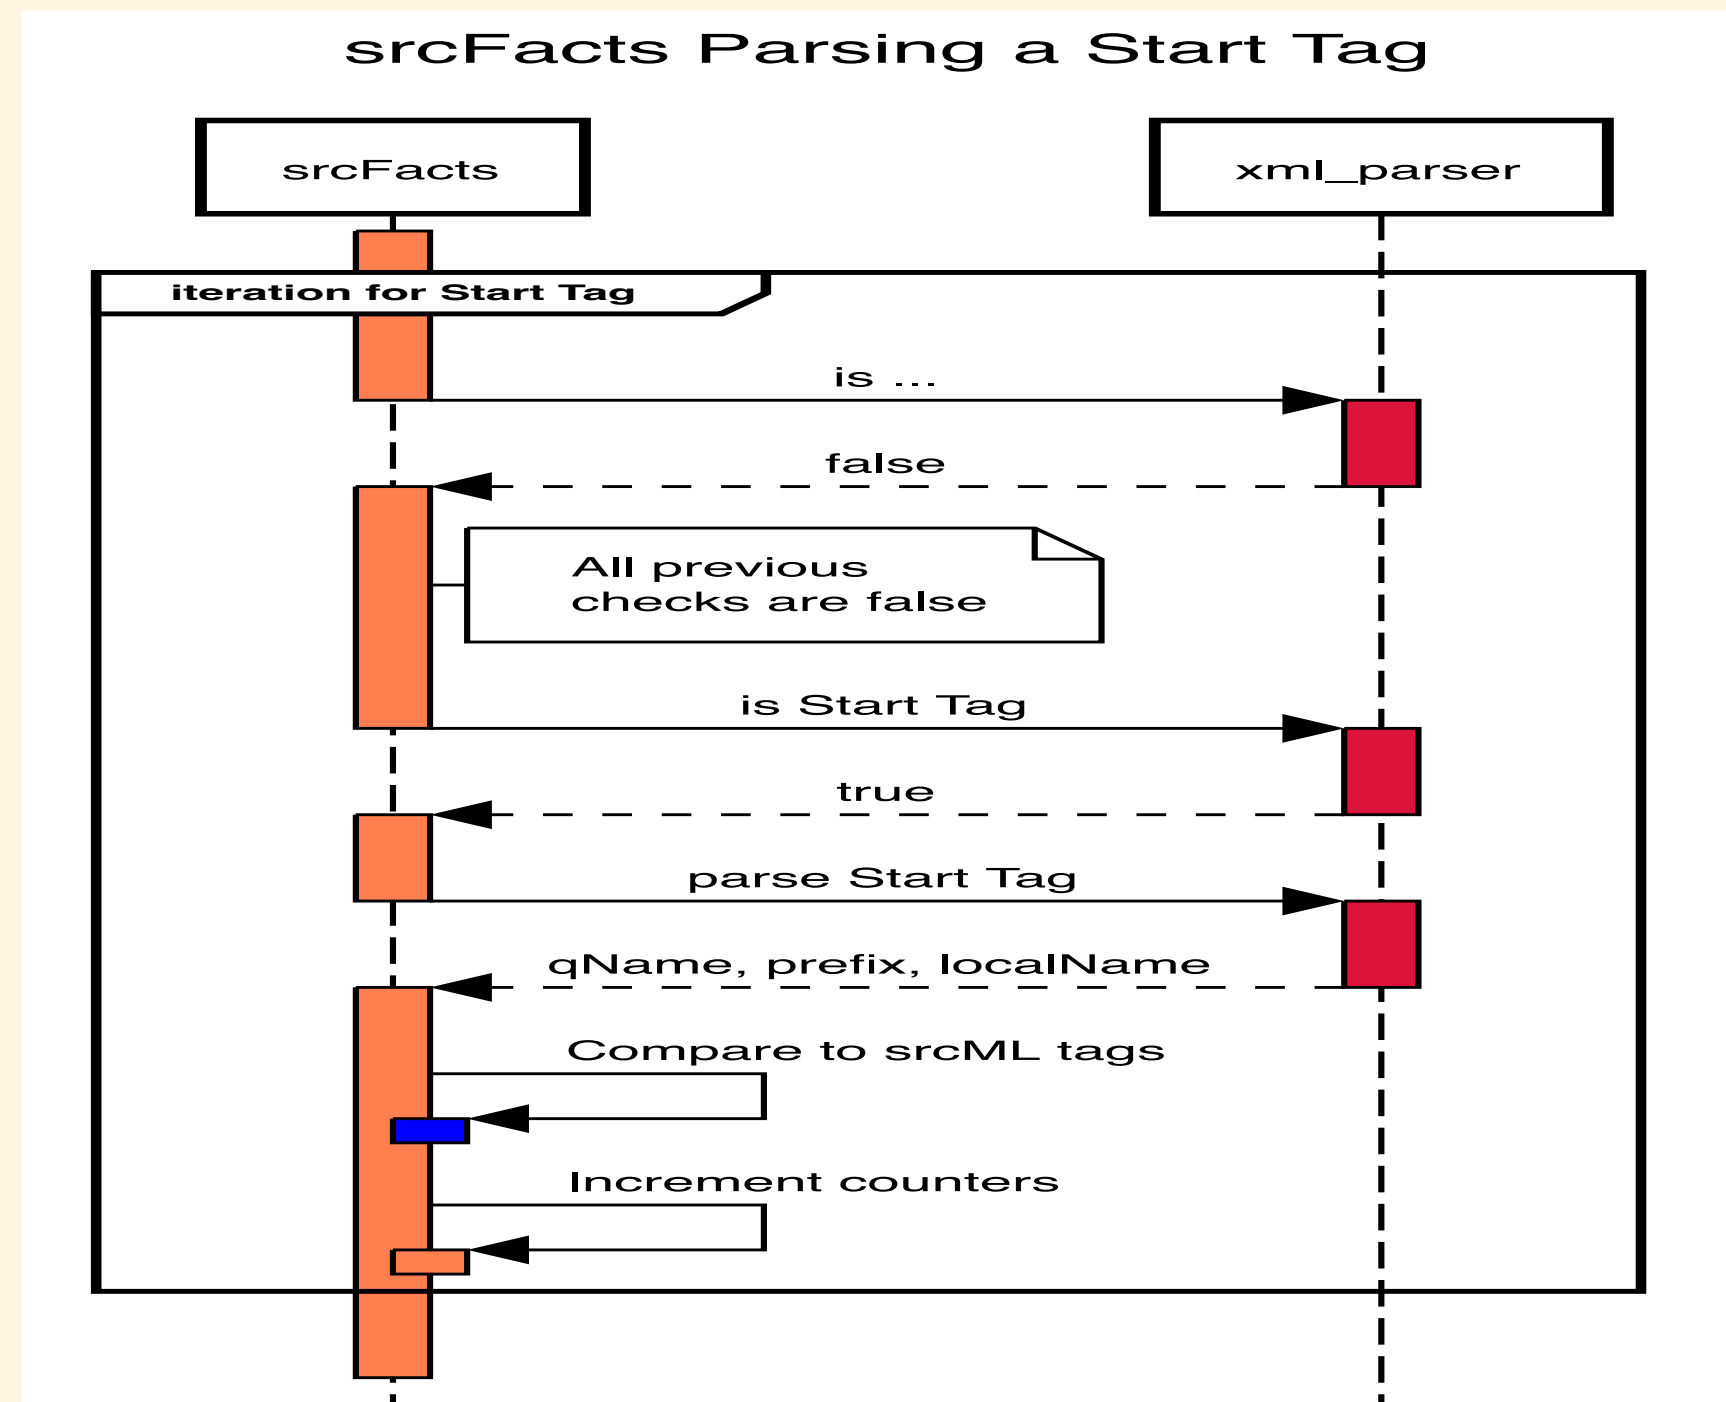 srcFacts Parsing a Start Tag
srcFacts
xml_parser
iteration for Start Tag
is ...
false
All previous
checks are false
is Start Tag
true
parse Start Tag
qName, prefix, localName
Compare to srcML tags
Increment counters